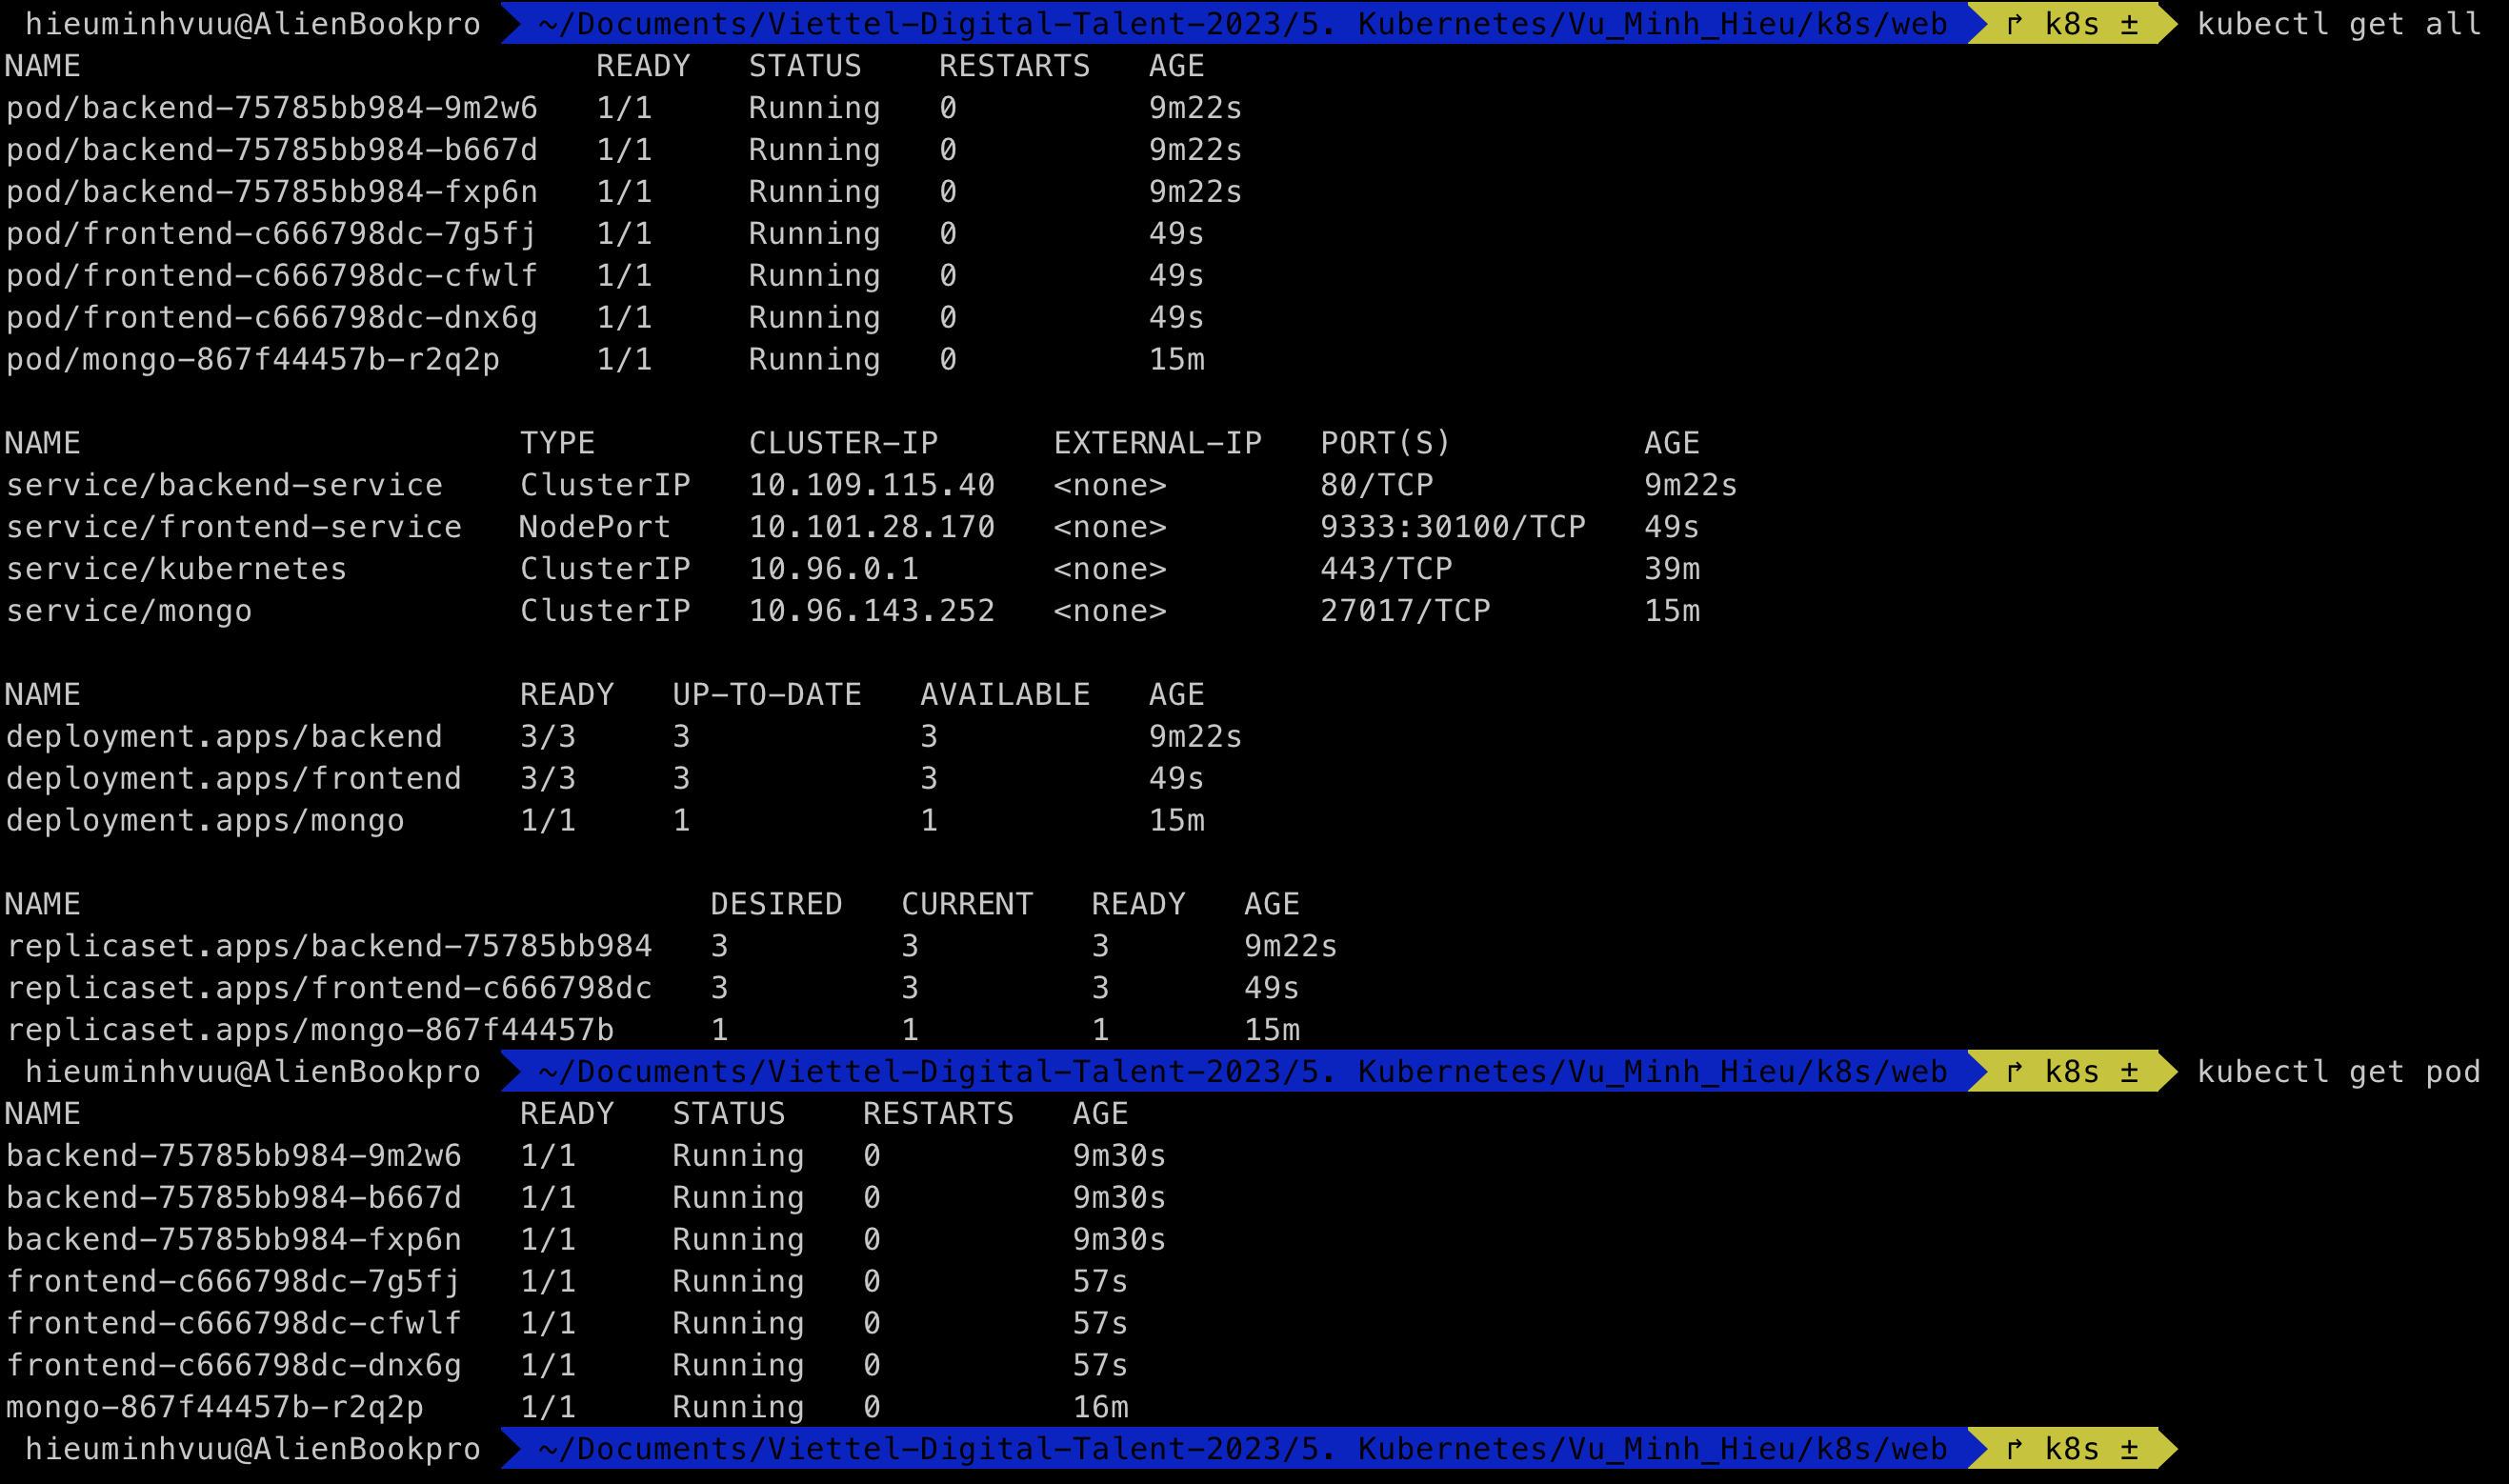 hieuminhvuu@AlienBookpro ~/Documents/Viettel-Digital-Talent-2023/5. Kubernetes/Vu_Minh_Hieu/k8s/web ↱ k8s ± kubectl get all
NAME READY STATUS RESTARTS AGE
pod/backend-75785bb984-9m2w6 1/1 Running 0 9m22s
pod/backend-75785bb984-b667d 1/1 Running 0 9m22s
pod/backend-75785bb984-fxp6n 1/1 Running 0 9m22s
pod/frontend-c666798dc-7g5fj 1/1 Running 0 49s
pod/frontend-c666798dc-cfwlf 1/1 Running 0 49s
pod/frontend-c666798dc-dnx6g 1/1 Running 0 49s
pod/mongo-867f44457b-r2q2p 1/1 Running 0 15m
NAME TYPE CLUSTER-IP EXTERNAL-IP PORT(S) AGE
service/backend-service ClusterIP 10.109.115.40 <none> 80/TCP 9m22s
service/frontend-service NodePort 10.101.28.170 <none> 9333:30100/TCP 49s
service/kubernetes ClusterIP 10.96.0.1 <none> 443/TCP 39m
service/mongo ClusterIP 10.96.143.252 <none> 27017/TCP 15m
NAME READY UP-TO-DATE AVAILABLE AGE
deployment.apps/backend 3/3 3 3 9m22s
deployment.apps/frontend 3/3 3 3 49s
deployment.apps/mongo 1/1 1 1 15m
NAME DESIRED CURRENT READY AGE
replicaset.apps/backend-75785bb984 3 3 3 9m22s
replicaset.apps/frontend-c666798dc 3 3 3 49s
replicaset.apps/mongo-867f44457b 1 1 1 15m
hieuminhvuu@AlienBookpro ~/Documents/Viettel-Digital-Talent-2023/5. Kubernetes/Vu_Minh_Hieu/k8s/web ↱ k8s ± kubectl get pod
NAME READY STATUS RESTARTS AGE
backend-75785bb984-9m2w6 1/1 Running 0 9m30s
backend-75785bb984-b667d 1/1 Running 0 9m30s
backend-75785bb984-fxp6n 1/1 Running 0 9m30s
frontend-c666798dc-7g5fj 1/1 Running 0 57s
frontend-c666798dc-cfwlf 1/1 Running 0 57s
frontend-c666798dc-dnx6g 1/1 Running 0 57s
mongo-867f44457b-r2q2p 1/1 Running 0 16m
hieuminhvuu@AlienBookpro ~/Documents/Viettel-Digital-Talent-2023/5. Kubernetes/Vu_Minh_Hieu/k8s/web ↱ k8s ±